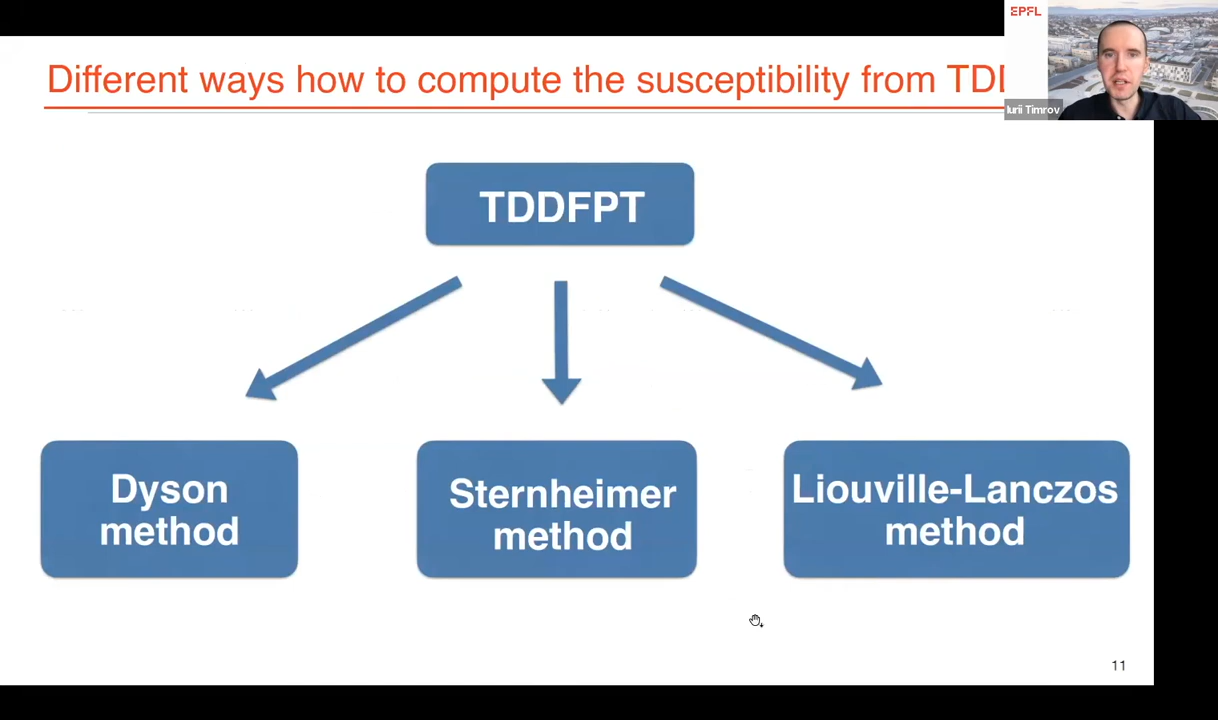 Different ways how to compute the susceptibility from TDD
EPFL
Iurii Timrov
TDDFPT
Dyson
method
Sternheimer
method
Liouville-Lanczos
method
11